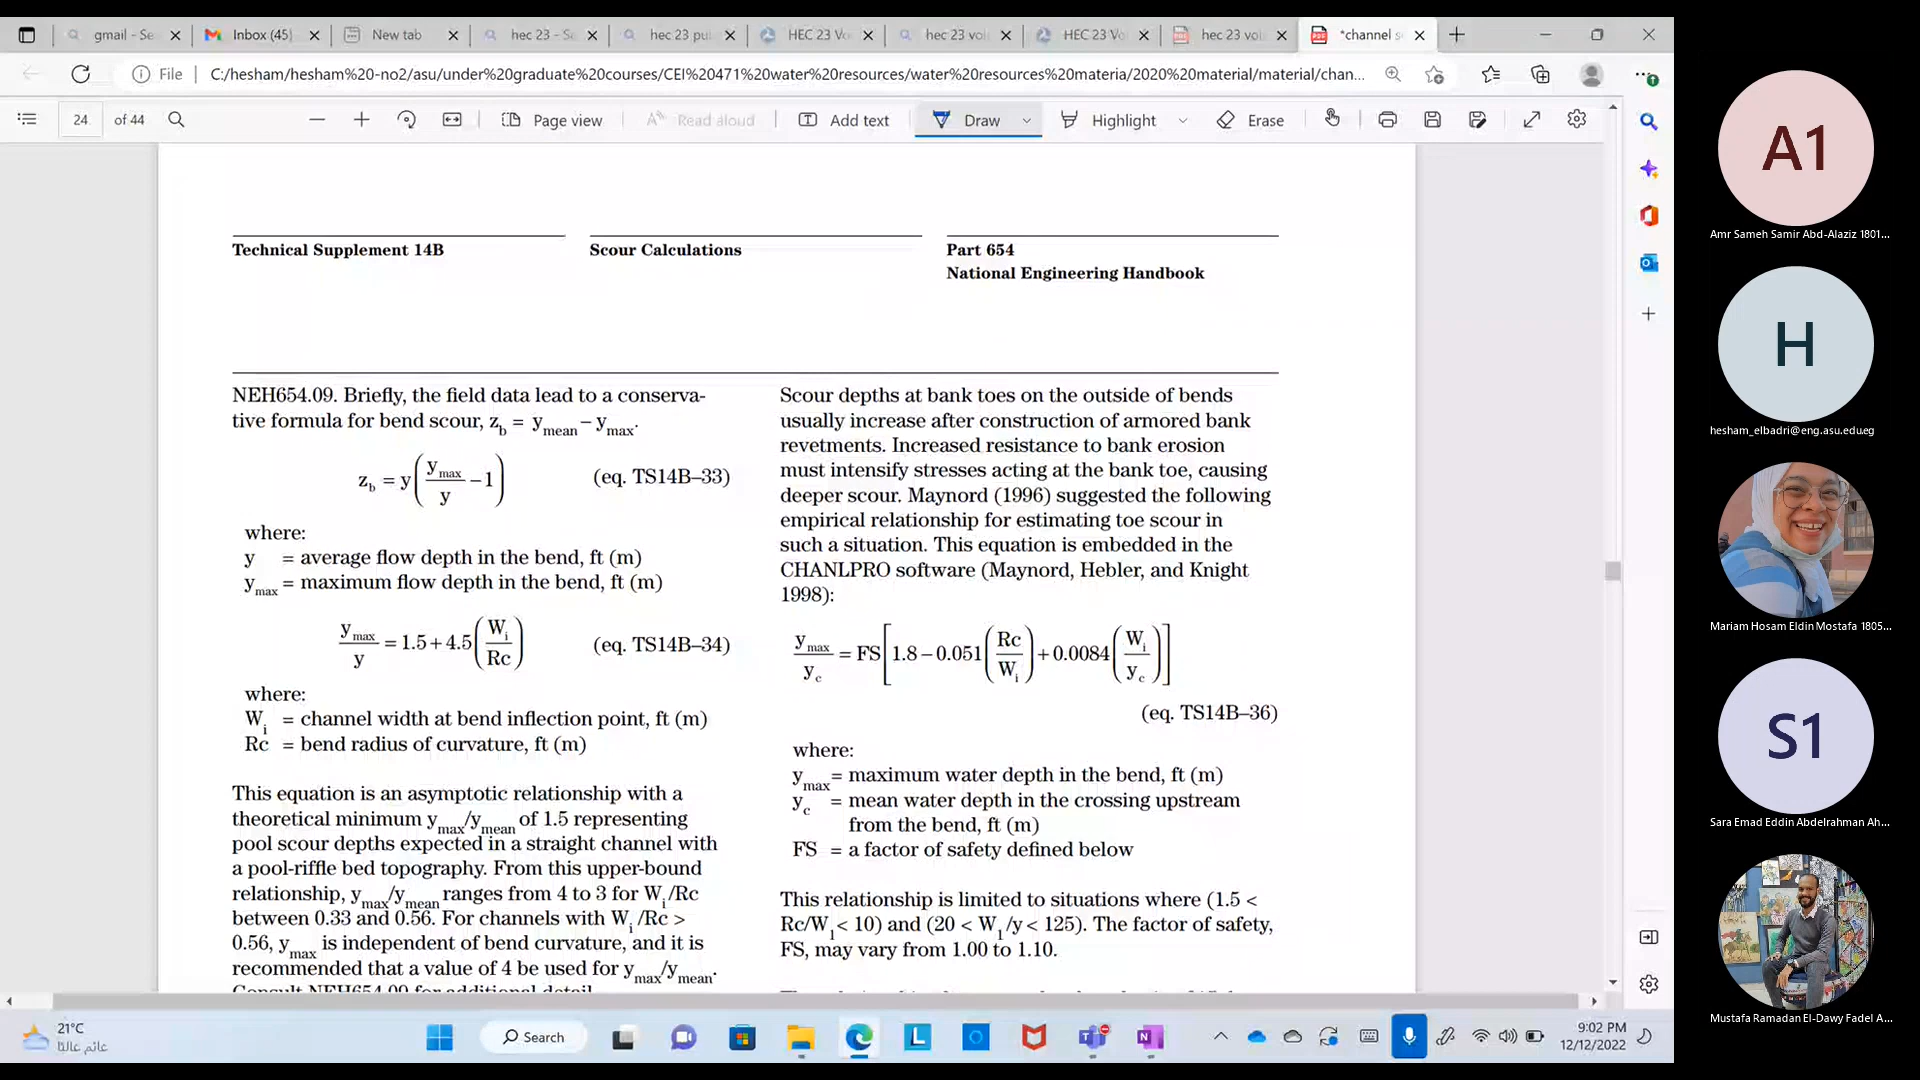 gmail - Se
Inbox (45)
New tab
hec 23 - S
hec 23 pu
HEC 23 Vo
hec 23 vol
HEC 23 Vo
hec 23 vol
*channel s
File
C:/hesham/hesham%20-no2/asu/under%20graduate%20courses/CEI%20471%20water%20resources/water%20resources%20materia/2020%20material/material/chan...
24 of 44
Page view
Read aloud
Add text
Draw
Highlight
Erase
Technical Supplement 14B
Scour Calculations
Part 654
National Engineering Handbook
NEH654.09. Briefly, the field data lead to a conserva-
tive formula for bend scour, z_b = y_mean − y_max.
z_b = y(y_max/y − 1) (eq. TS14B–33)
where:
y = average flow depth in the bend, ft (m)
y_max = maximum flow depth in the bend, ft (m)
y_max/y = 1.5 + 4.5(W_i/Rc) (eq. TS14B–34)
where:
W_i = channel width at bend inflection point, ft (m)
Rc = bend radius of curvature, ft (m)
This equation is an asymptotic relationship with a
theoretical minimum y_max/y_mean of 1.5 representing
pool scour depths expected in a straight channel with
a pool-riffle bed topography. From this upper-bound
relationship, y_max/y_mean ranges from 4 to 3 for W_i/Rc
between 0.33 and 0.56. For channels with W_i/Rc >
0.56, y_max is independent of bend curvature, and it is
recommended that a value of 4 be used for y_max/y_mean.
Consult NEH654.09 for additional detail.
Scour depths at bank toes on the outside of bends
usually increase after construction of armored bank
revetments. Increased resistance to bank erosion
must intensify stresses acting at the bank toe, causing
deeper scour. Maynord (1996) suggested the following
empirical relationship for estimating toe scour in
such a situation. This equation is embedded in the
CHANLPRO software (Maynord, Hebler, and Knight
1998):
y_max/y_c = FS[1.8 − 0.051(Rc/W_i) + 0.0084(W_i/y_c)]
(eq. TS14B–36)
where:
y_max = maximum water depth in the bend, ft (m)
y_c = mean water depth in the crossing upstream
from the bend, ft (m)
FS = a factor of safety defined below
This relationship is limited to situations where (1.5 <
Rc/W_1 < 10) and (20 < W_1/y < 125). The factor of safety,
FS, may vary from 1.00 to 1.10.
A1
Amr Sameh Samir Abd-Alaziz 1801...
H
hesham_elbadri@eng.asu.edu.eg
Mariam Hosam Eldin Mostafa 1805...
S1
Sara Emad Eddin Abdelrahman Ah...
Mustafa Ramadan El-Dawy Fadel A...
21°C
غائم غالبًا
Search
9:02 PM
12/12/2022